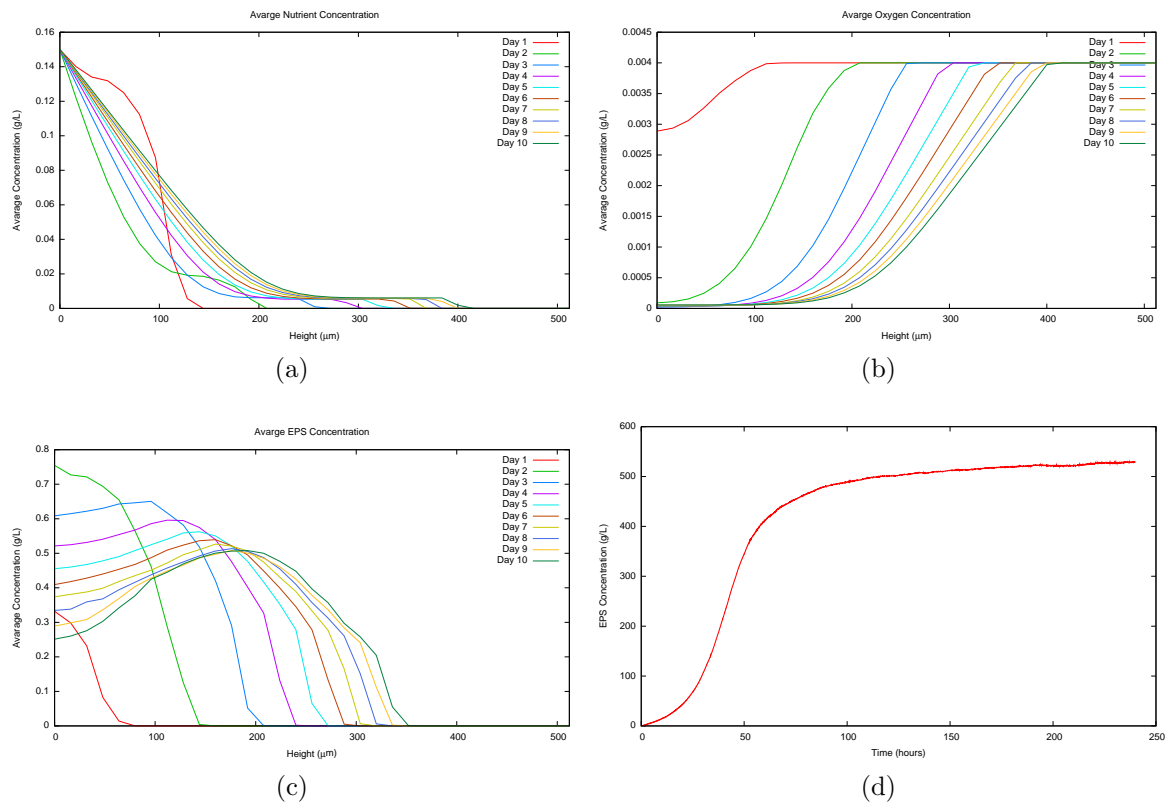 Avarge Nutrient Concentration
0.16
0.14
0.12
0.1
0.08
0.06
0.04
0.02
0
0 100 200 300 400 500
Avarage Concentration (g/L)
Height (μm)
Day 1
Day 2
Day 3
Day 4
Day 5
Day 6
Day 7
Day 8
Day 9
Day 10
(a)
Avarge Oxygen Concentration
0.0045
0.004
0.0035
0.003
0.0025
0.002
0.0015
0.001
0.0005
0
0 100 200 300 400 500
Avarage Concentration (g/L)
Height (μm)
Day 1
Day 2
Day 3
Day 4
Day 5
Day 6
Day 7
Day 8
Day 9
Day 10
(b)
Avarge EPS Concentration
0.8
0.7
0.6
0.5
0.4
0.3
0.2
0.1
0
0 100 200 300 400 500
Avarage Concentration (g/L)
Height (μm)
Day 1
Day 2
Day 3
Day 4
Day 5
Day 6
Day 7
Day 8
Day 9
Day 10
(c)
600
500
400
300
200
100
0
0 50 100 150 200 250
EPS Concentration (g/L)
Time (hours)
(d)